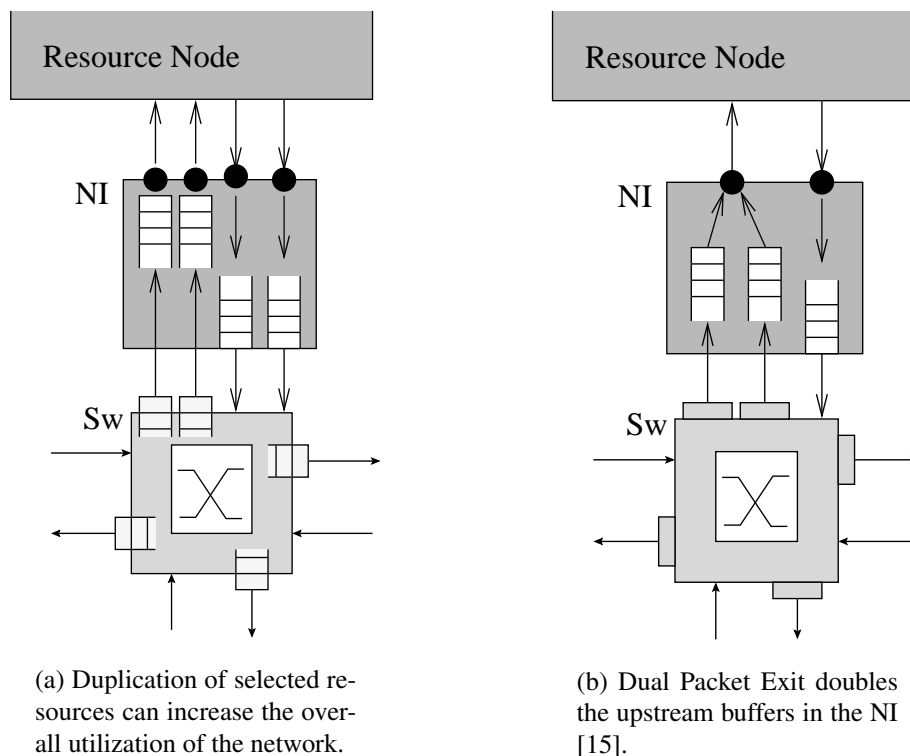 Resource Node
NI
Sw
(a) Duplication of selected re-
sources can increase the over-
all utilization of the network.
Resource Node
NI
Sw
(b) Dual Packet Exit doubles
the upstream buffers in the NI
[15].